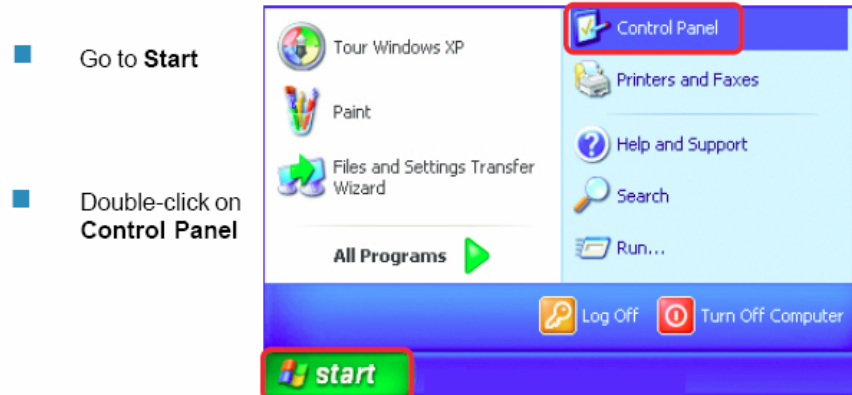 Go to Start
Double-click on
Control Panel
Tour Windows XP
Paint
Files and Settings Transfer
Wizard
All Programs
Control Panel
Printers and Faxes
Help and Support
Search
Run...
Log Off
Turn Off Computer
start